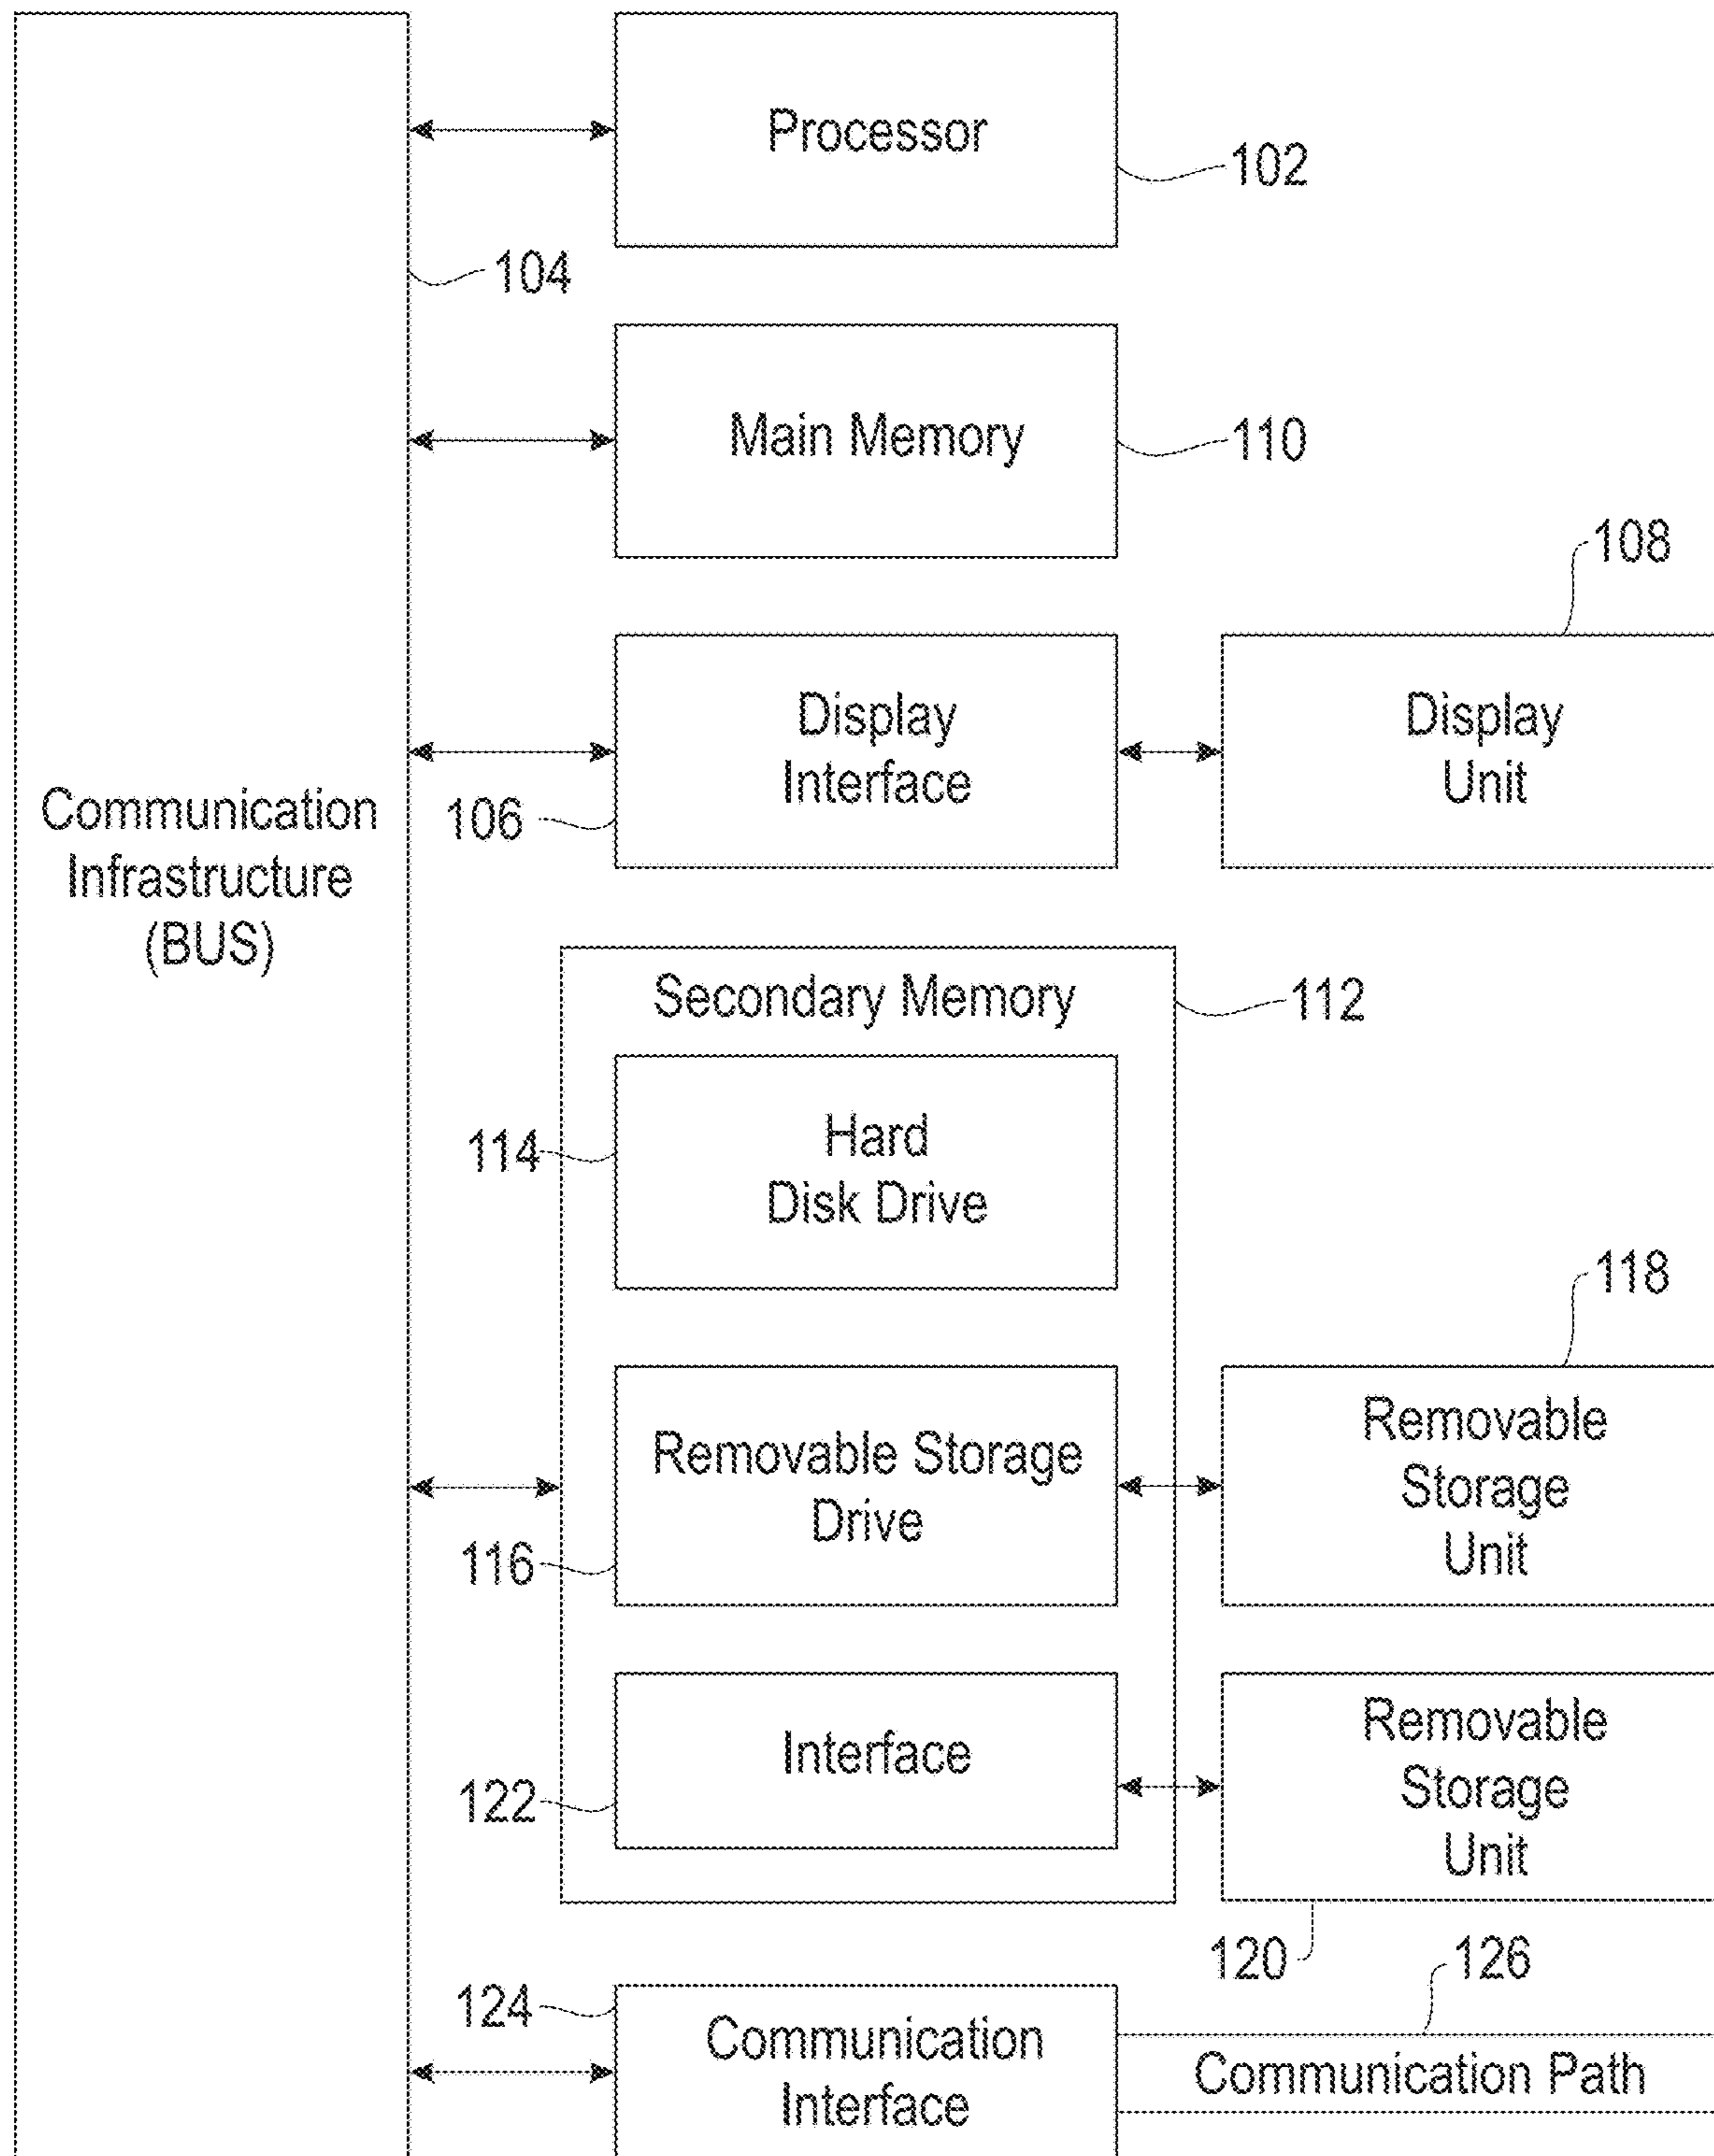 Processor
102
104
Main Memory
110
108
Display
Interface
106
Display
Unit
Communication
Infrastructure
(BUS)
Secondary Memory
112
Hard
Disk Drive
114
118
Removable Storage
Drive
116
Removable
Storage
Unit
Interface
122
Removable
Storage
Unit
120
126
124
Communication
Interface
Communication Path